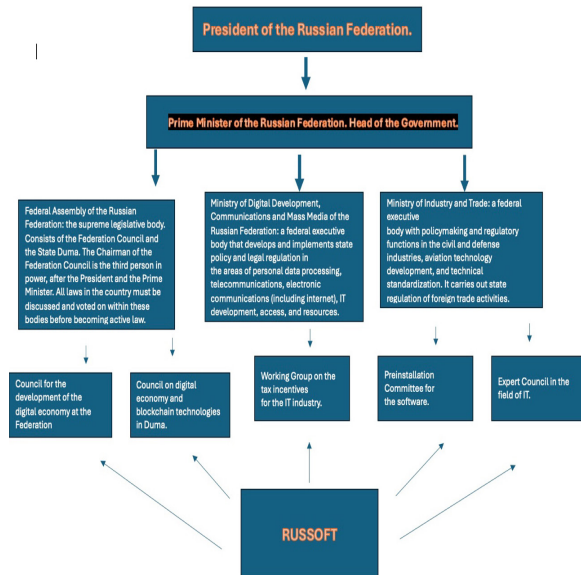 President of the Russian Federation.
Prime Minister of the Russian Federation. Head of the Government.
Federal Assembly of the Russian
Federation: the supreme legislative body.
Consists of the Federation Council and
the State Duma. The Chairman of the
Federation Council is the third person in
power, after the President and the Prime
Minister. All laws in the country must be
discussed and voted on within these
bodies before becoming active law.
Ministry of Digital Development,
Communications and Mass Media of the
Russian Federation: a federal executive
body that develops and implements state
policy and legal regulation in
the areas of personal data processing,
telecommunications, electronic
communications (including internet), IT
development, access, and resources.
Ministry of Industry and Trade: a federal
executive
body with policymaking and regulatory
functions in the civil and defense
industries, aviation technology
development, and technical
standardization. It carries out state
regulation of foreign trade activities.
Council for the
development of the
digital economy at the
Federation
Council on digital
economy and
blockchain technologies
in Duma.
Working Group on the
tax incentives
for the IT industry.
Preinstallation
Committee for
the software.
Expert Council in the
field of IT.
RUSSOFT